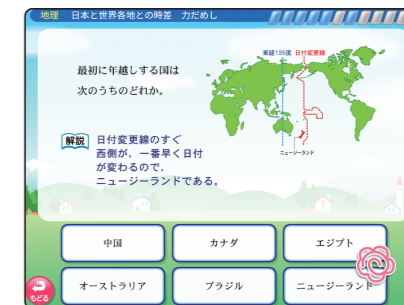 地理 日本と世界各地との時差 力だめし
最初に年越しする国は
次のうちのどれか。
東経135度 日付変更線
ニュージーランド
解説 日付変更線のすぐ
西側が，一番早く日付
が変わるので，
ニュージーランドである。
中国 カナダ エジプト
オーストラリア ブラジル ニュージーランド
もどる